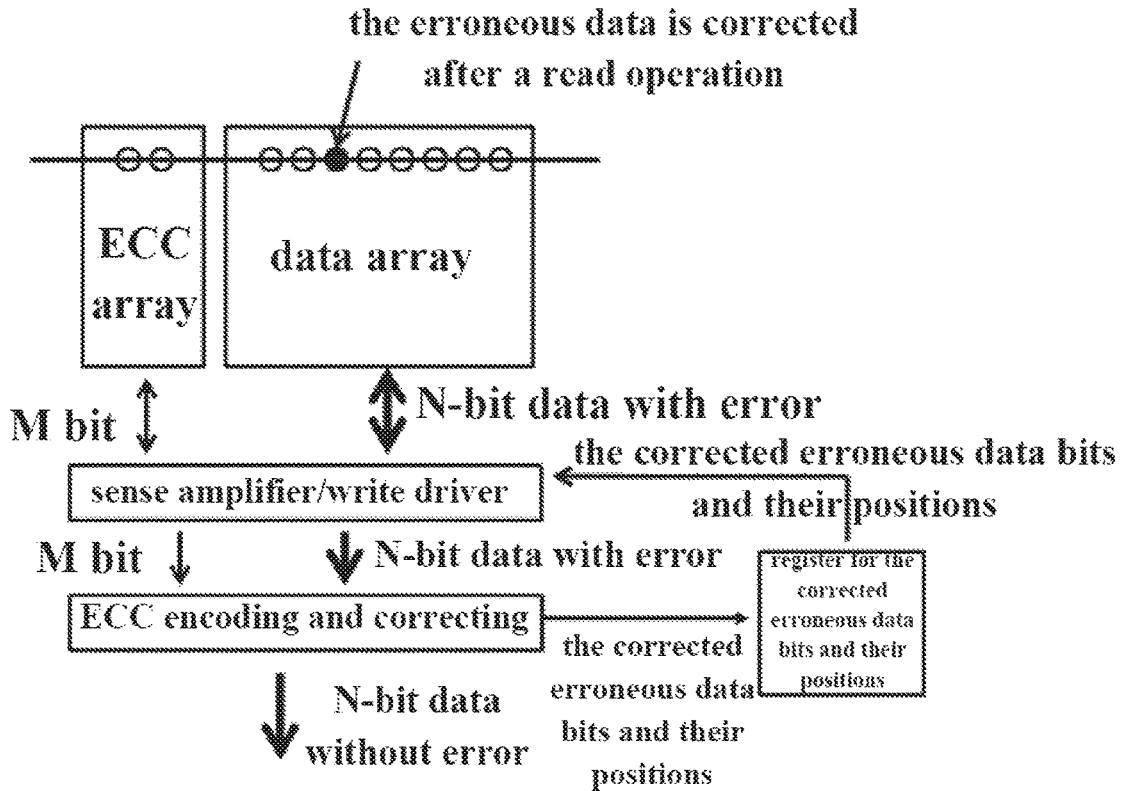 the erroneous data is corrected
after a read operation
ECC
array
data array
M bit
N-bit data with error
the corrected erroneous data bits
and their positions
sense amplifier/write driver
M bit
N-bit data with error
register for the
corrected
erroneous data
bits and their
positions
ECC encoding and correcting
the corrected
erroneous data
bits and their
positions
N-bit data
without error